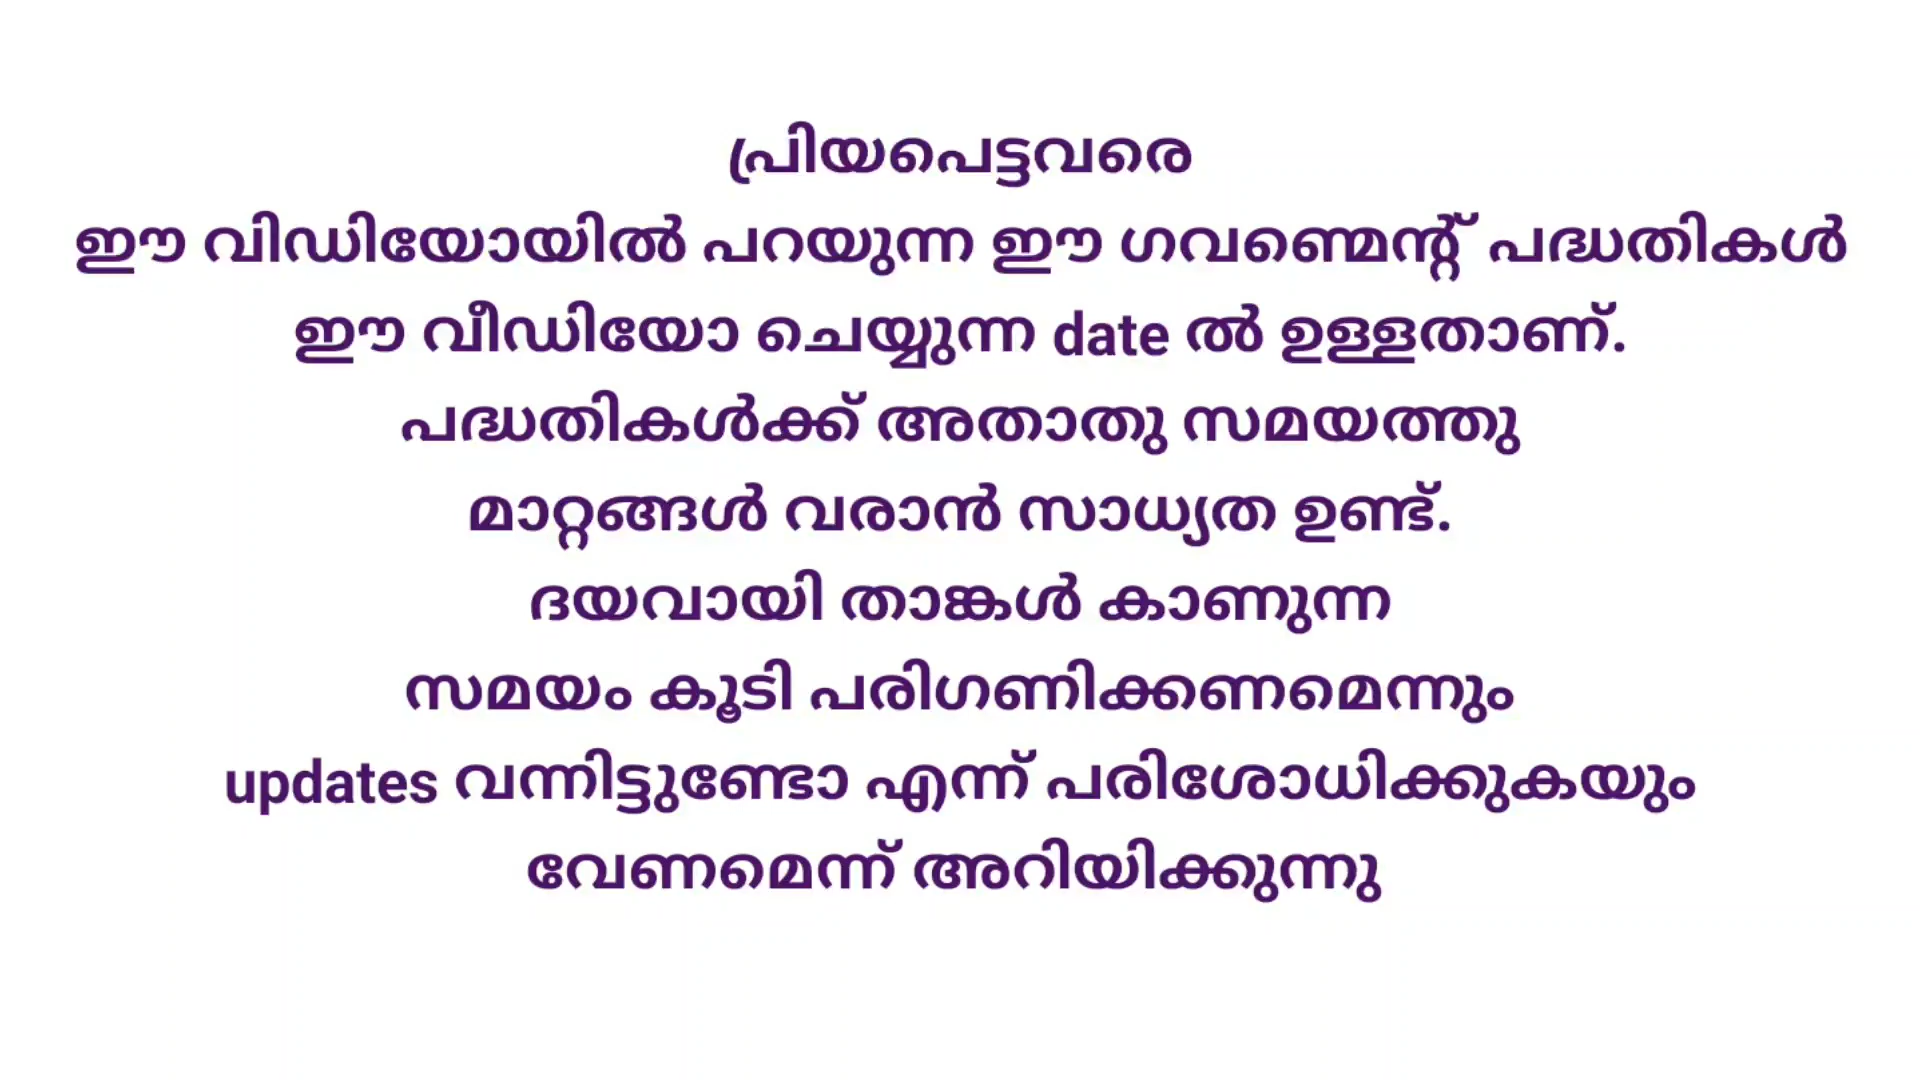 പ്രിയപെട്ടവരെ
ഈ വിഡിയോയിൽ പറയുന്ന ഈ ഗവണ്മെന്റ് പദ്ധതികൾ
ഈ വീഡിയോ ചെയ്യുന്ന date ൽ ഉള്ളതാണ്.
പദ്ധതികൾക്ക് അതാതു സമയത്തു
മാറ്റങ്ങൾ വരാൻ സാധ്യത ഉണ്ട്.
ദയവായി താങ്കൾ കാണുന്ന
സമയം കൂടി പരിഗണിക്കണമെന്നും
updates വന്നിട്ടുണ്ടോ എന്ന് പരിശോധിക്കുകയും
വേണമെന്ന് അറിയിക്കുന്നു